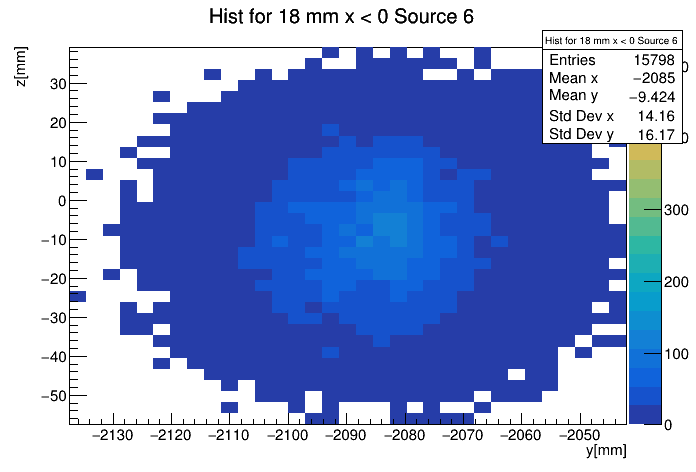 Hist for 18 mm x < 0 Source 6
Hist for 18 mm x < 0 Source 6
Entries 15798
Mean x −2085
Mean y −9.424
Std Dev x 14.16
Std Dev y 16.17
z[mm]
30
20
10
0
−10
−20
−30
−40
−50
−2130 −2120 −2110 −2100 −2090 −2080 −2070 −2060 −2050
y[mm]
300
200
100
0